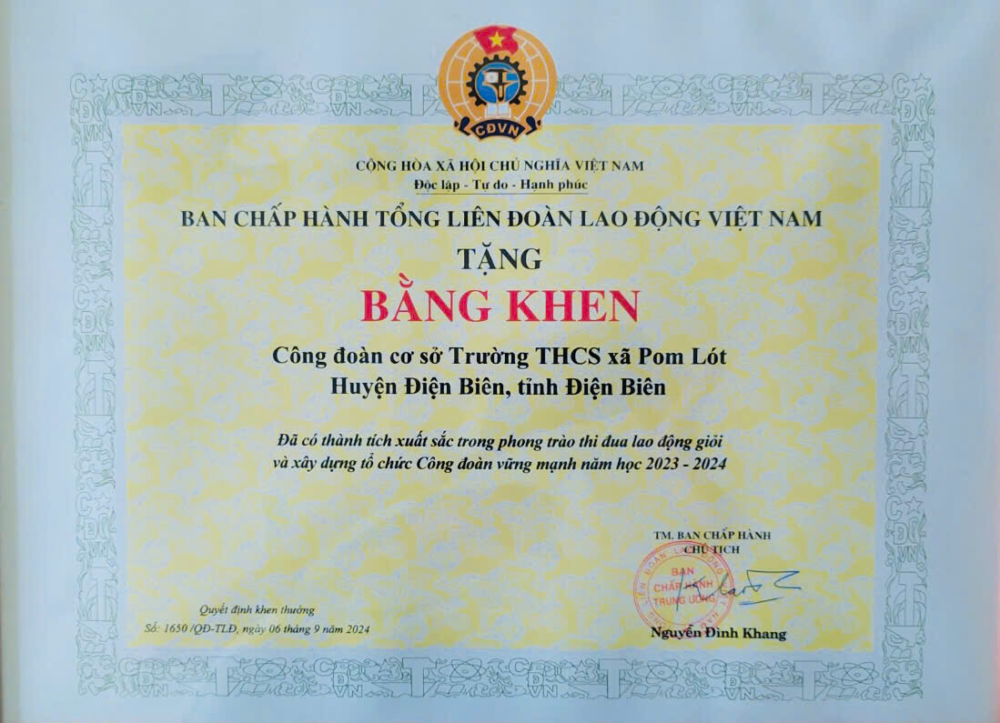 CĐVN
CỘNG HÒA XÃ HỘI CHỦ NGHĨA VIỆT NAM
Độc lập - Tự do - Hạnh phúc
BAN CHẤP HÀNH TỔNG LIÊN ĐOÀN LAO ĐỘNG VIỆT NAM
TẶNG
BẰNG KHEN
Công đoàn cơ sở Trường THCS xã Pom Lót
Huyện Điện Biên, tỉnh Điện Biên
Đã có thành tích xuất sắc trong phong trào thi đua lao động giỏi
và xây dựng tổ chức Công đoàn vững mạnh năm học 2023 - 2024
TM. BAN CHẤP HÀNH
CHỦ TỊCH
BAN
CHẤP HÀNH
TRUNG ƯƠNG
Nguyễn Đình Khang
Quyết định khen thưởng
Số: 1650 /QĐ-TLĐ, ngày 06 tháng 9 năm 2024